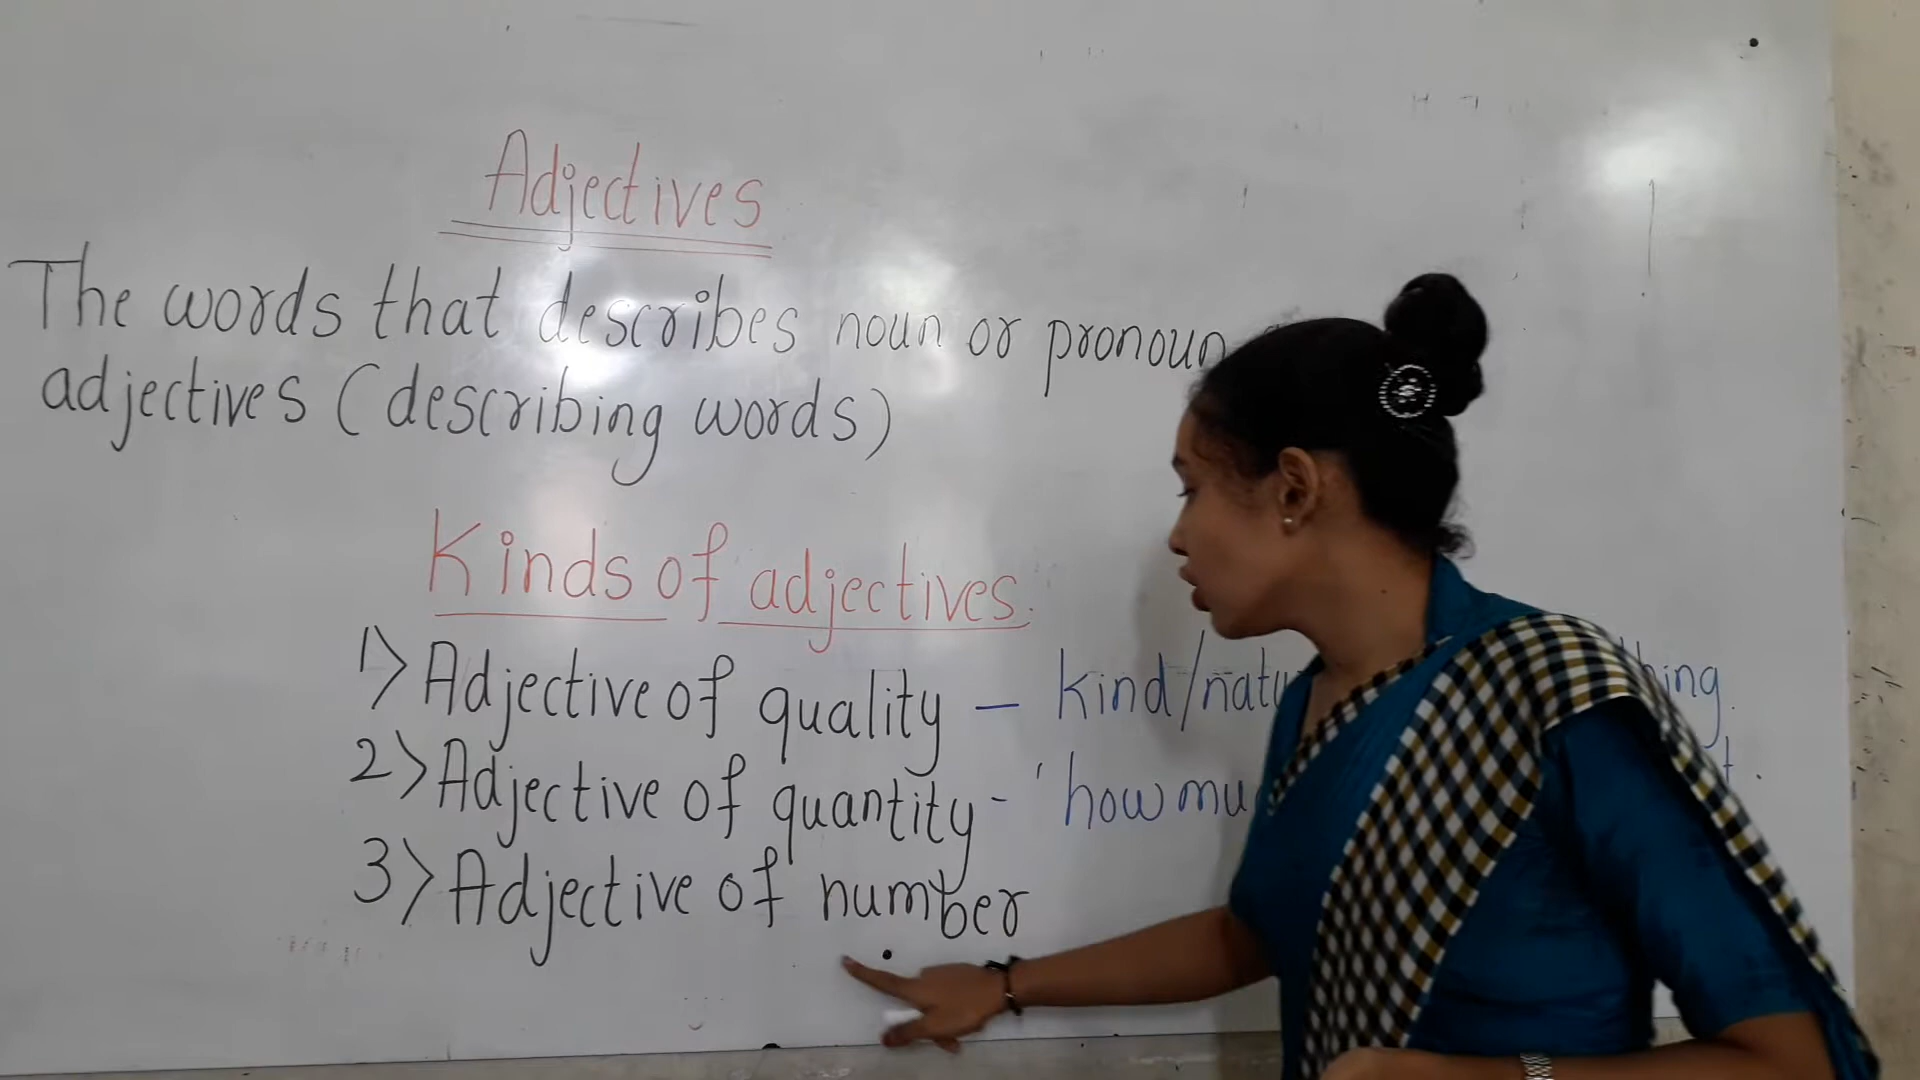 Adjectives
The words that describes noun or pronoun
adjectives (describing words)
Kinds of adjectives.
1> Adjective of quality – kind/
2> Adjective of quantity - 'how
3> Adjective of number